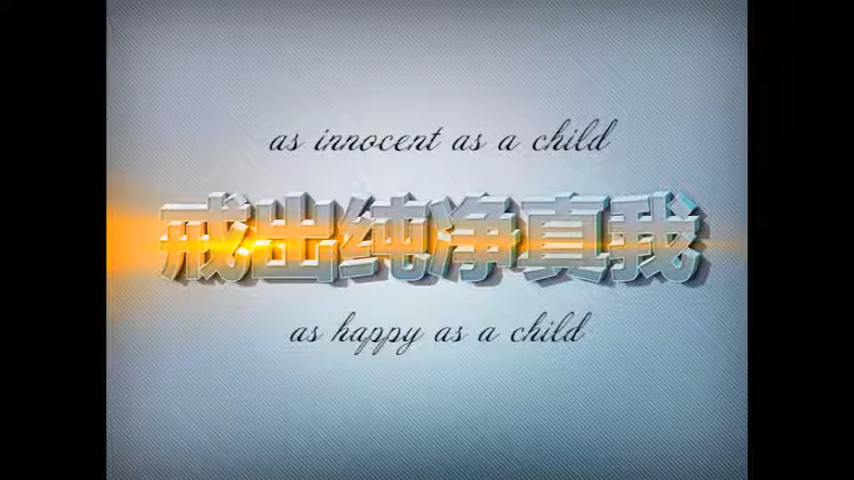 as innocent as a child
戒出纯净真我
as happy as a child